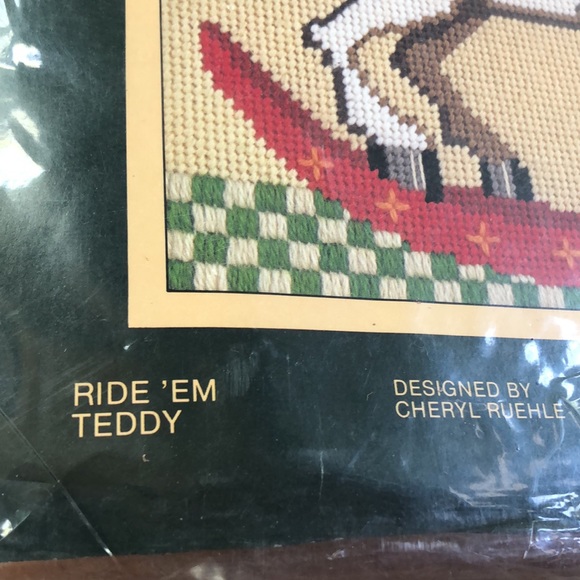 RIDE 'EM
TEDDY
DESIGNED BY
CHERYL RUEHLE